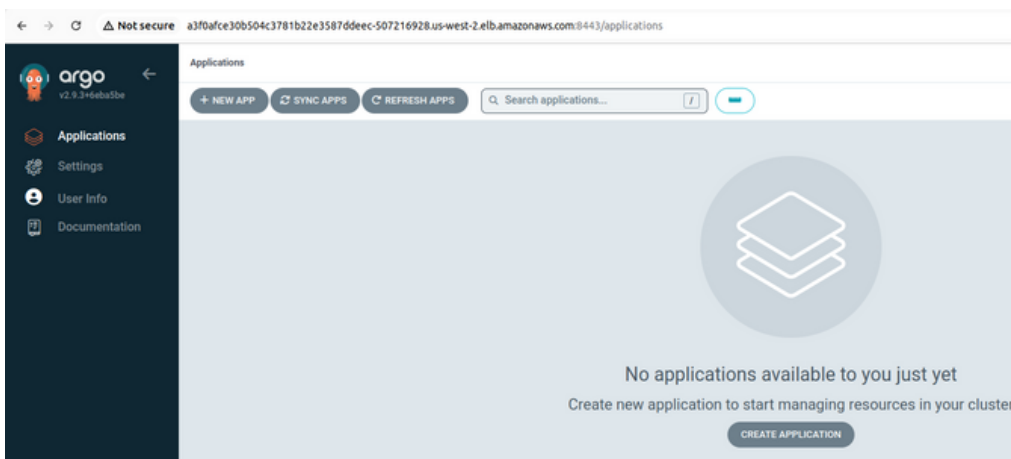 Not secure a3f0afce30b504c3781b22e3587ddeec-507216928.us-west-2.elb.amazonaws.com:8443/applications
argo
v2.9.3+6eba5be
Applications
Settings
User Info
Documentation
Applications
+ NEW APP SYNC APPS REFRESH APPS Search applications... /
No applications available to you just yet
Create new application to start managing resources in your cluster
CREATE APPLICATION